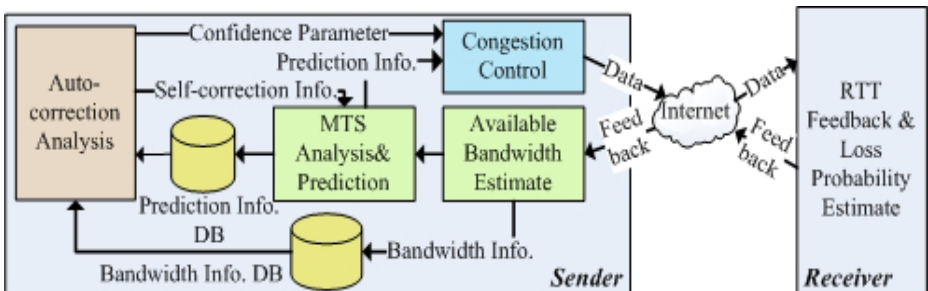 Confidence Parameter
Congestion
Control
Prediction Info.
Auto-
correction
Analysis
Self-correction Info.
MTS
Analysis&
Prediction
Available
Bandwidth
Estimate
Data
Internet
Data
Feed
back
Feed
back
RTT
Feedback &
Loss
Probability
Estimate
Prediction Info.
DB
Bandwidth Info.
Bandwidth Info. DB
Sender
Receiver